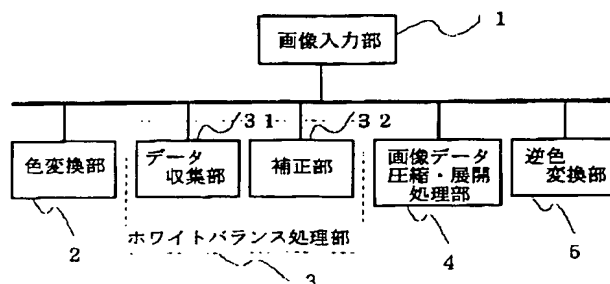 画像入力部
1
31
32
色変換部
データ
収集部
補正部
画像データ
圧縮・展開
処理部
逆色
変換部
2
ホワイトバランス処理部
3
4
5